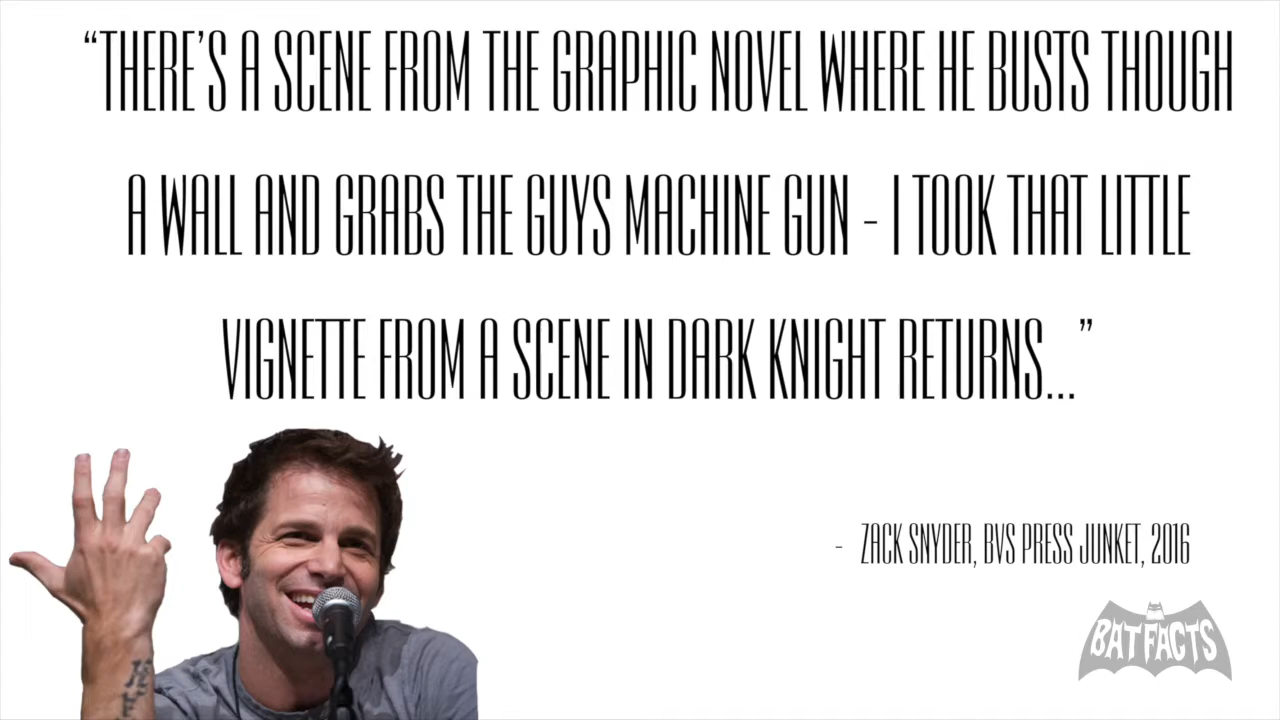 “THERE’S A SCENE FROM THE GRAPHIC NOVEL WHERE HE BUSTS THOUGH
A WALL AND GRABS THE GUYS MACHINE GUN - I TOOK THAT LITTLE
VIGNETTE FROM A SCENE IN DARK KNIGHT RETURNS...”
- ZACK SNYDER, BVS PRESS JUNKET, 2016
BATFACTS